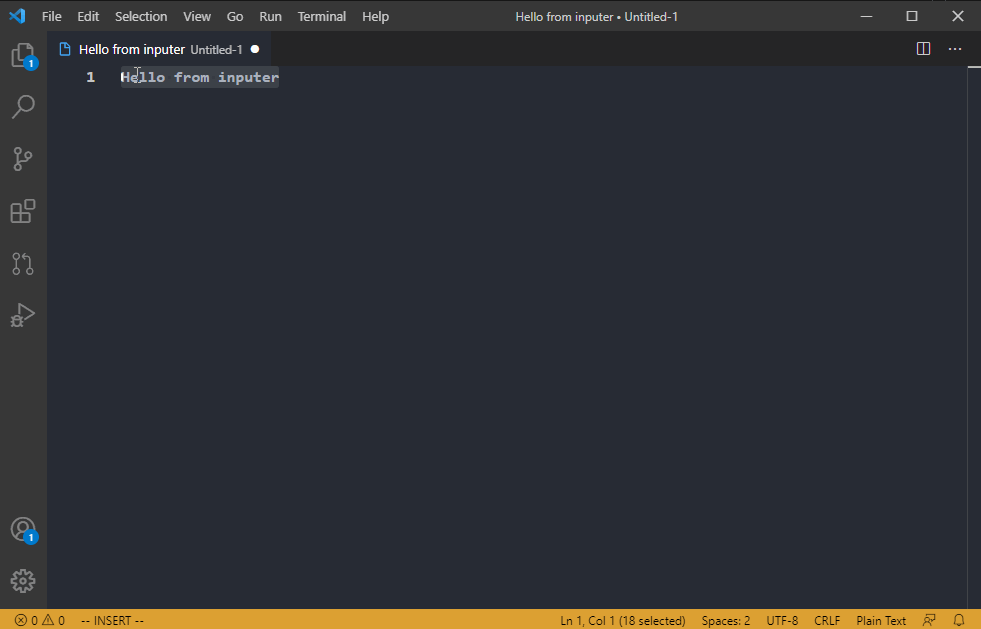 File Edit Selection View Go Run Terminal Help Hello from inputer • Untitled-1
Hello from inputer Untitled-1
1 Hello from inputer
1
1
0 0 -- INSERT -- Ln 1, Col 1 (18 selected) Spaces: 2 UTF-8 CRLF Plain Text